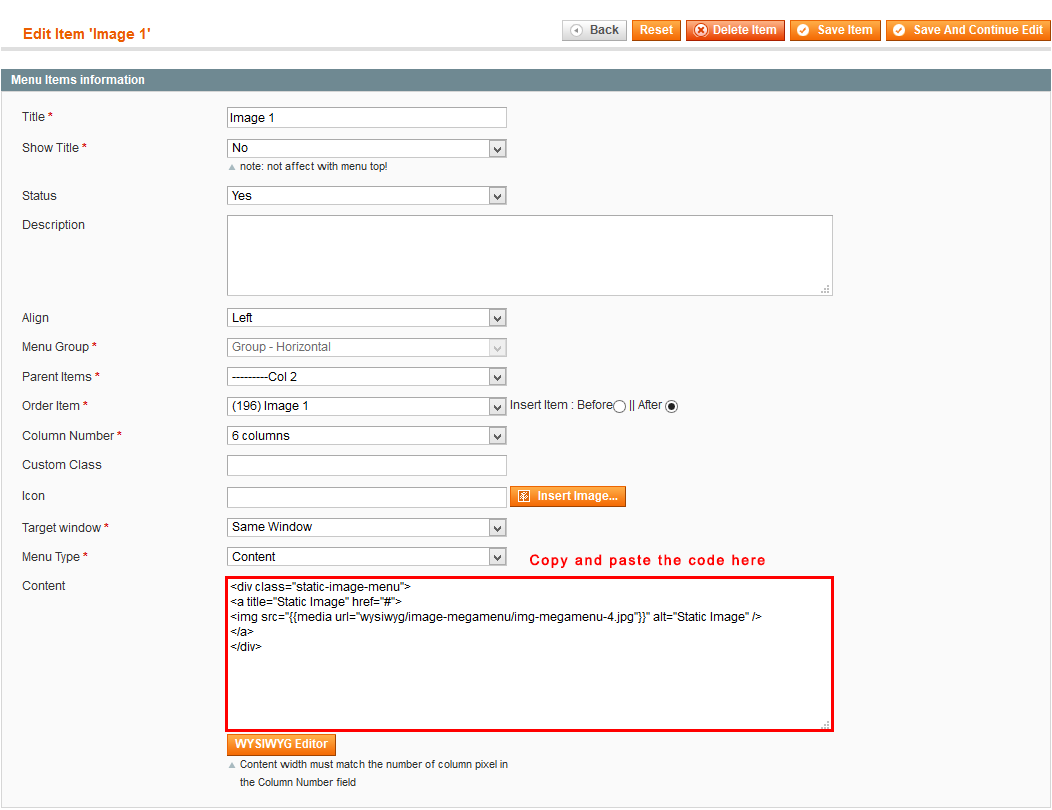 Edit Item 'Image 1'
Back
Reset
Delete Item
Save Item
Save And Continue Edit
Menu Items information
Title *
Image 1
Show Title *
No
note: not affect with menu top!
Status
Yes
Description
Align
Left
Menu Group *
Group - Horizontal
Parent Items *
---------Col 2
Order Item *
(196) Image 1
Insert Item : Before || After
Column Number *
6 columns
Custom Class
Icon
Insert Image...
Target window *
Same Window
Menu Type *
Content
Copy and paste the code here
Content
<div class="static-image-menu">
<a title="Static Image" href="#">
<img src="{{media url="wysiwyg/image-megamenu/img-megamenu-4.jpg"}}" alt="Static Image" />
</a>
</div>
WYSIWYG Editor
Content width must match the number of column pixel in
the Column Number field